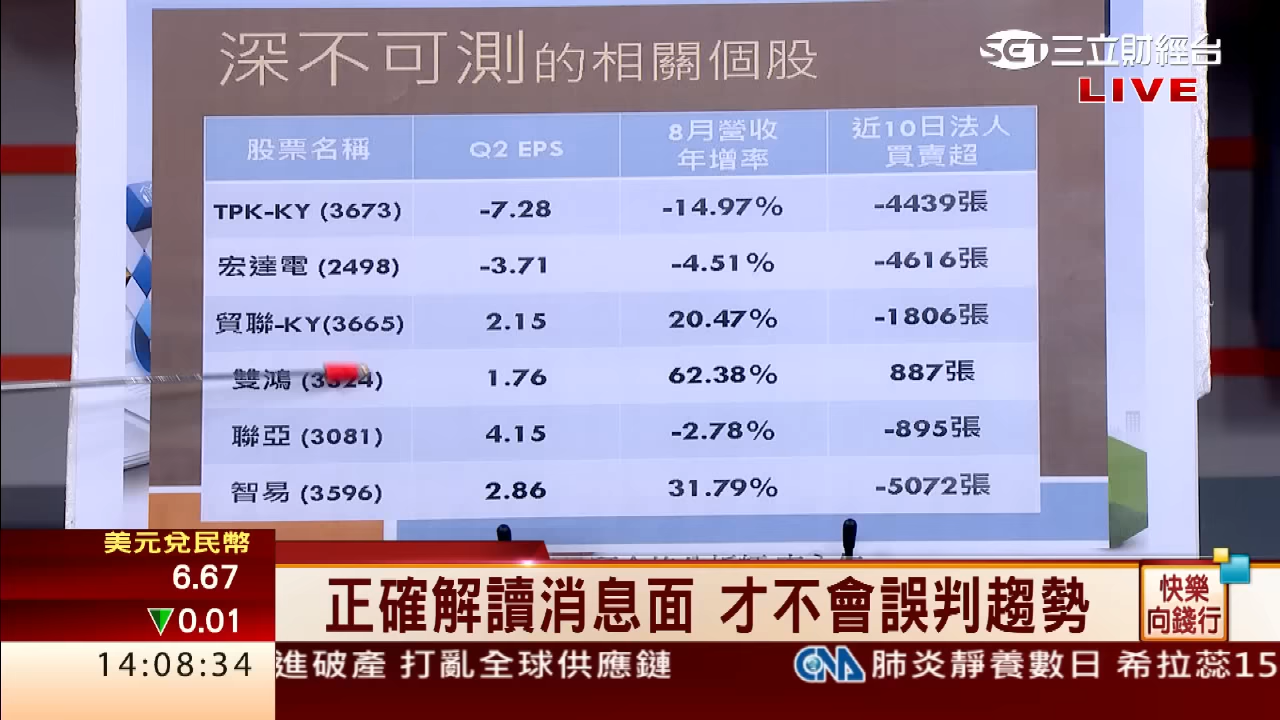 深不可測的相關個股
SET三立財經台
LIVE
股票名稱 Q2 EPS 8月營收年增率 近10日法人買賣超
TPK-KY (3673) -7.28 -14.97% -4439張
宏達電 (2498) -3.71 -4.51% -4616張
貿聯-KY(3665) 2.15 20.47% -1806張
雙鴻 1.76 62.38% 887張
聯亞 (3081) 4.15 -2.78% -895張
智易 (3596) 2.86 31.79% -5072張
美元兌民幣
6.67
▼0.01
正確解讀消息面 才不會誤判趨勢
快樂
向錢行
14:08:34
進破產 打亂全球供應鏈 CNA 肺炎靜養數日 希拉蕊15